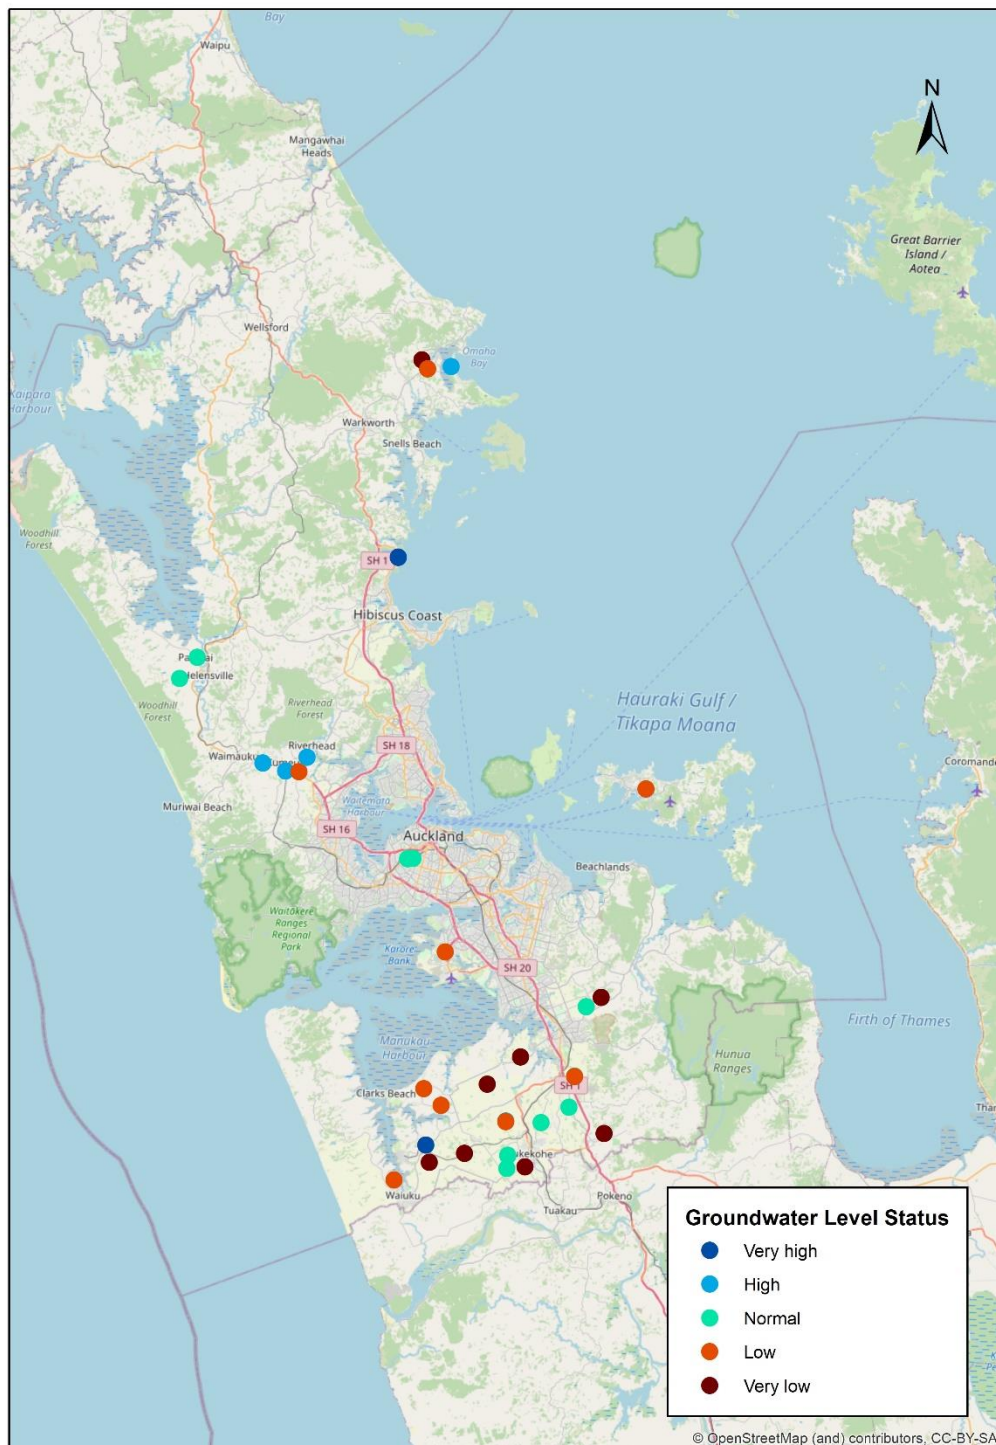 Bay
Waipu
N
Mangawhai
Heads
Great Barrier
Island /
Aotea
Wellsford
Omaha
Bay
Kaipara
Harbour
Warkworth
Snells Beach
Woodhill
Forest
SH 1
Hibiscus Coast
Helensville
Woodhill
Forest
Riverhead
Forest
Hauraki Gulf /
Tikapa Moana
Riverhead
SH 18
Waimauku
Coromande
Muriwai Beach
Waitematā
Harbour
SH 16
Auckland
Beachlands
Waitākere
Ranges
Regional
Park
Karore
Bank
SH 20
Firth of Thames
Manukau
Harbour
Hunua
Ranges
Clarks Beach
SH 1
Tha
ukekohe
Waiuku
Pokeno
Tuakau
Groundwater Level Status
Very high
High
Normal
Low
Very low
© OpenStreetMap (and) contributors, CC-BY-SA